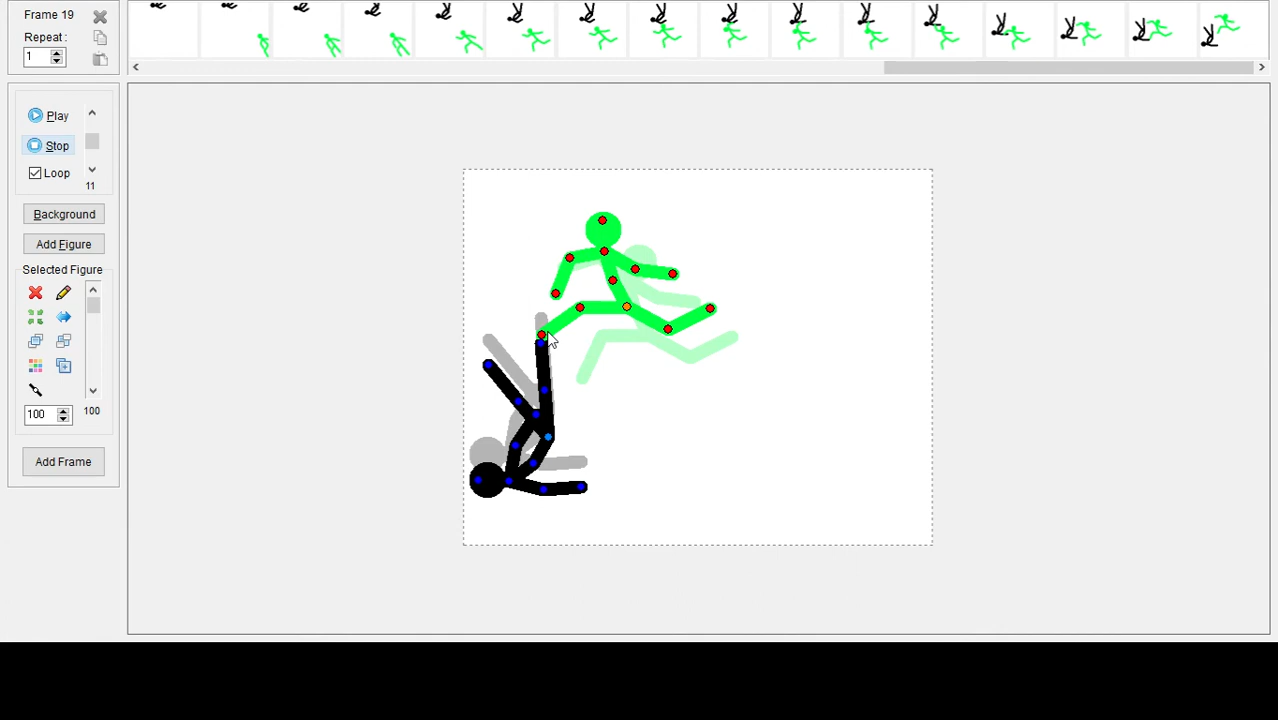 Frame 19
Repeat :
1
Play
Stop
Loop
11
Background
Add Figure
Selected Figure
100
100
Add Frame